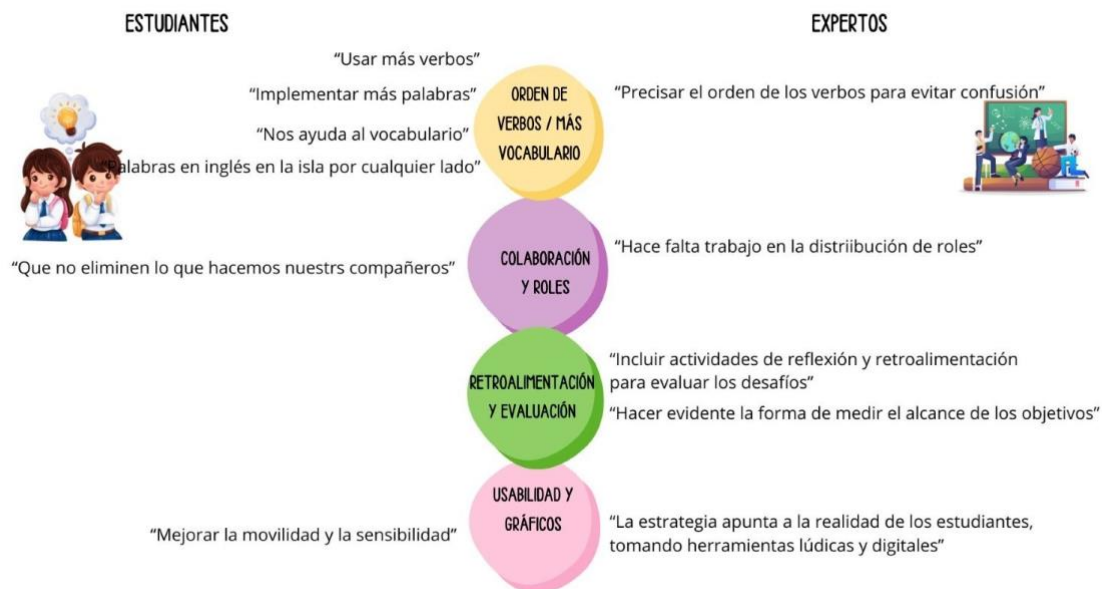 ESTUDIANTES
EXPERTOS
“Usar más verbos”
“Implementar más palabras”
“Nos ayuda al vocabulario”
“Palabras en inglés en la isla por cualquier lado”
ORDEN DE
VERBOS / MÁS
VOCABULARIO
“Precisar el orden de los verbos para evitar confusión”
“Que no eliminen lo que hacemos nuestrs compañeros”
COLABORACIÓN
Y ROLES
“Hace falta trabajo en la distriibución de roles”
RETROALIMENTACIÓN
Y EVALUACIÓN
“Incluir actividades de reflexión y retroalimentación
para evaluar los desafíos”
“Hacer evidente la forma de medir el alcance de los objetivos”
“Mejorar la movilidad y la sensibilidad”
USABILIDAD Y
GRÁFICOS
“La estrategia apunta a la realidad de los estudiantes,
tomando herramientas lúdicas y digitales”